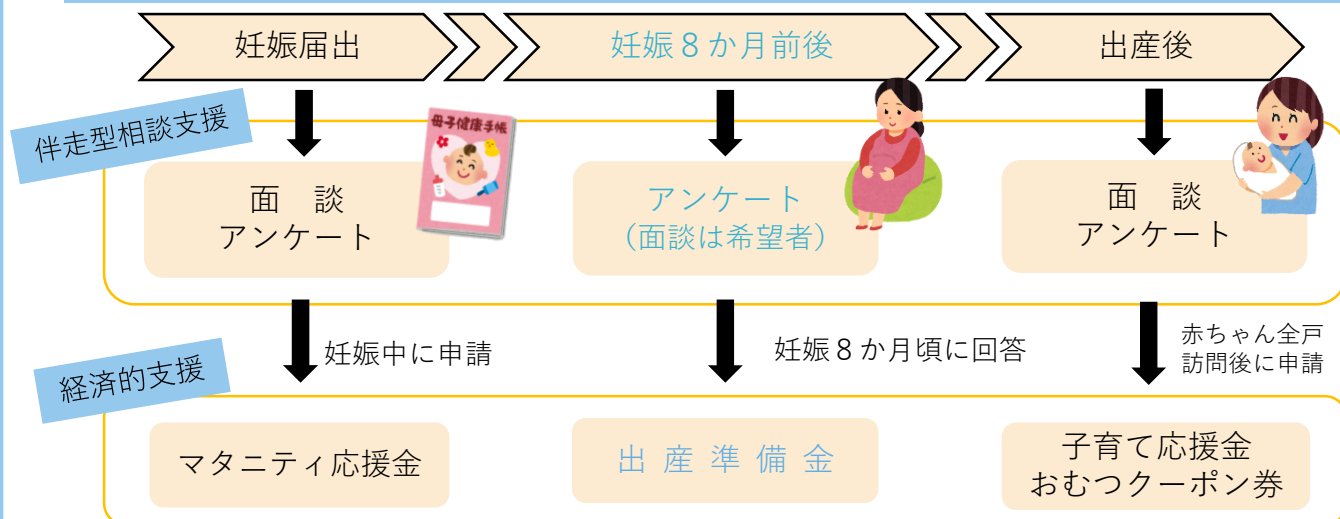 妊娠届出
妊娠８か月前後
出産後
伴走型相談支援
母子健康手帳
面　談
アンケート
アンケート
（面談は希望者）
面　談
アンケート
妊娠中に申請
妊娠８か月頃に回答
赤ちゃん全戸
訪問後に申請
経済的支援
マタニティ応援金
出 産 準 備 金
子育て応援金
おむつクーポン券